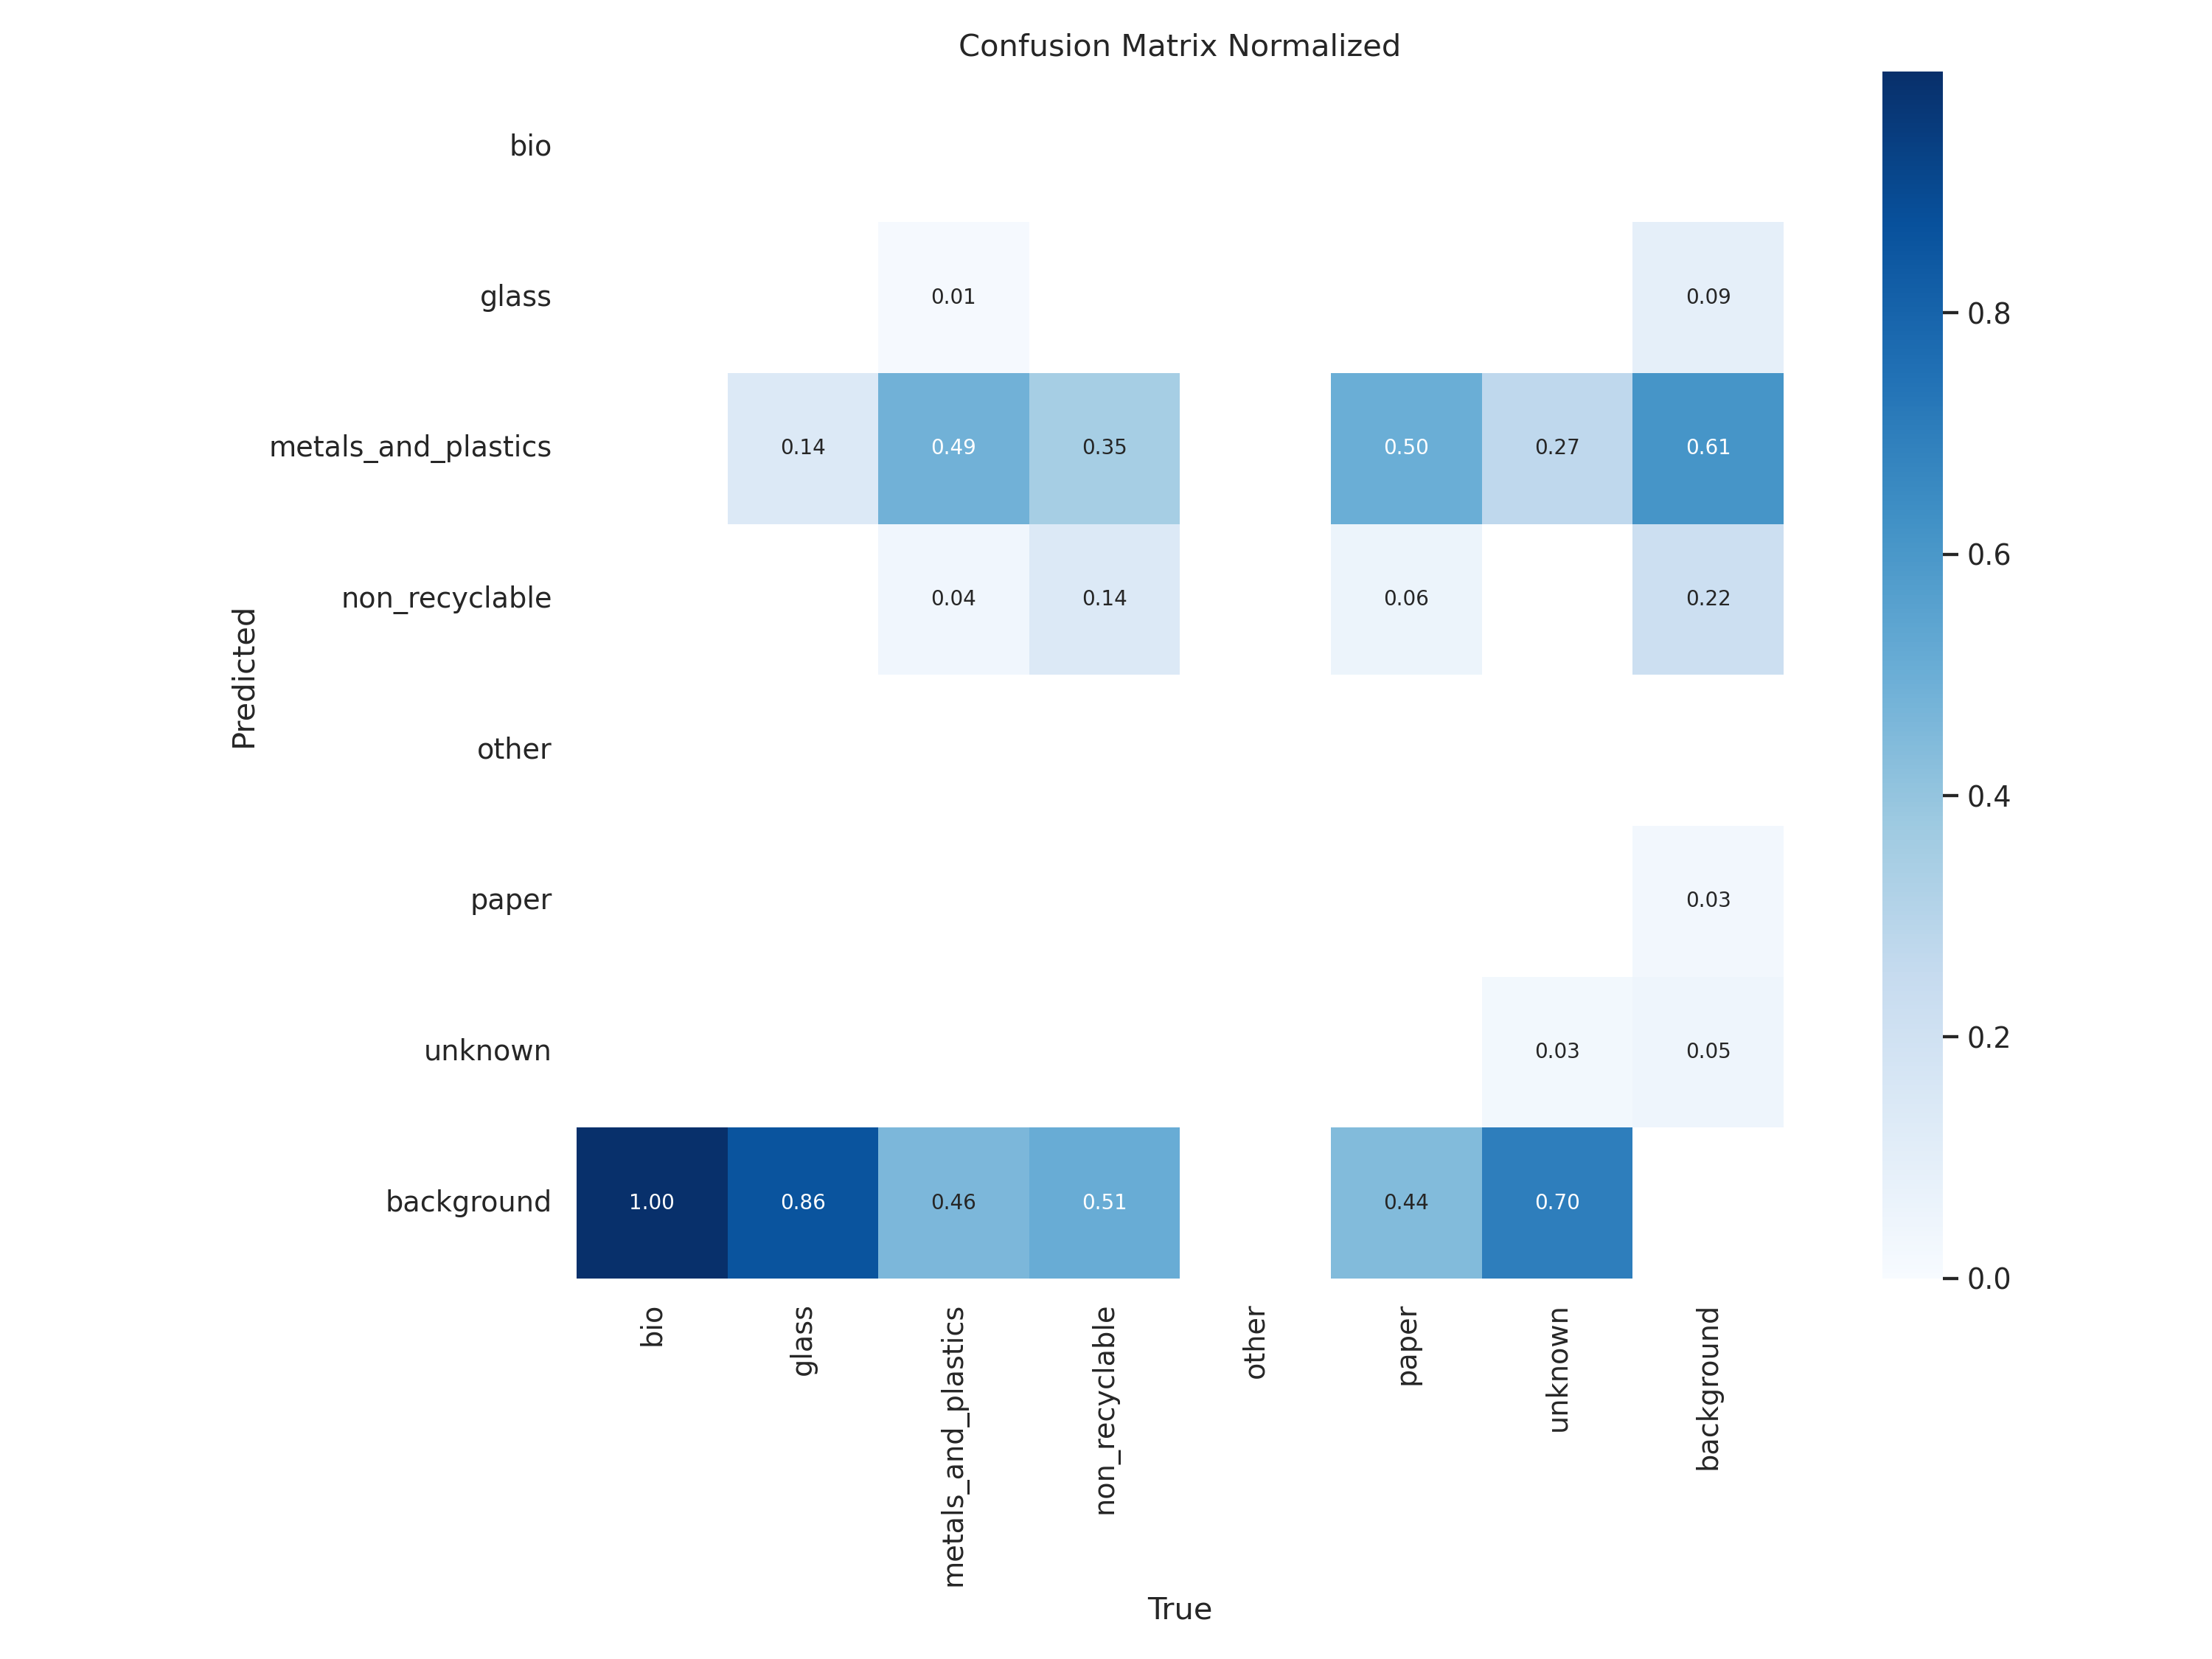 Confusion Matrix Normalized
bio
glass 0.01 0.09
metals_and_plastics 0.14 0.49 0.35 0.50 0.27 0.61
non_recyclable 0.04 0.14 0.06 0.22
other
paper 0.03
unknown 0.03 0.05
background 1.00 0.86 0.46 0.51 0.44 0.70
Predicted
bio glass metals_and_plastics non_recyclable other paper unknown background
True
0.8
0.6
0.4
0.2
0.0